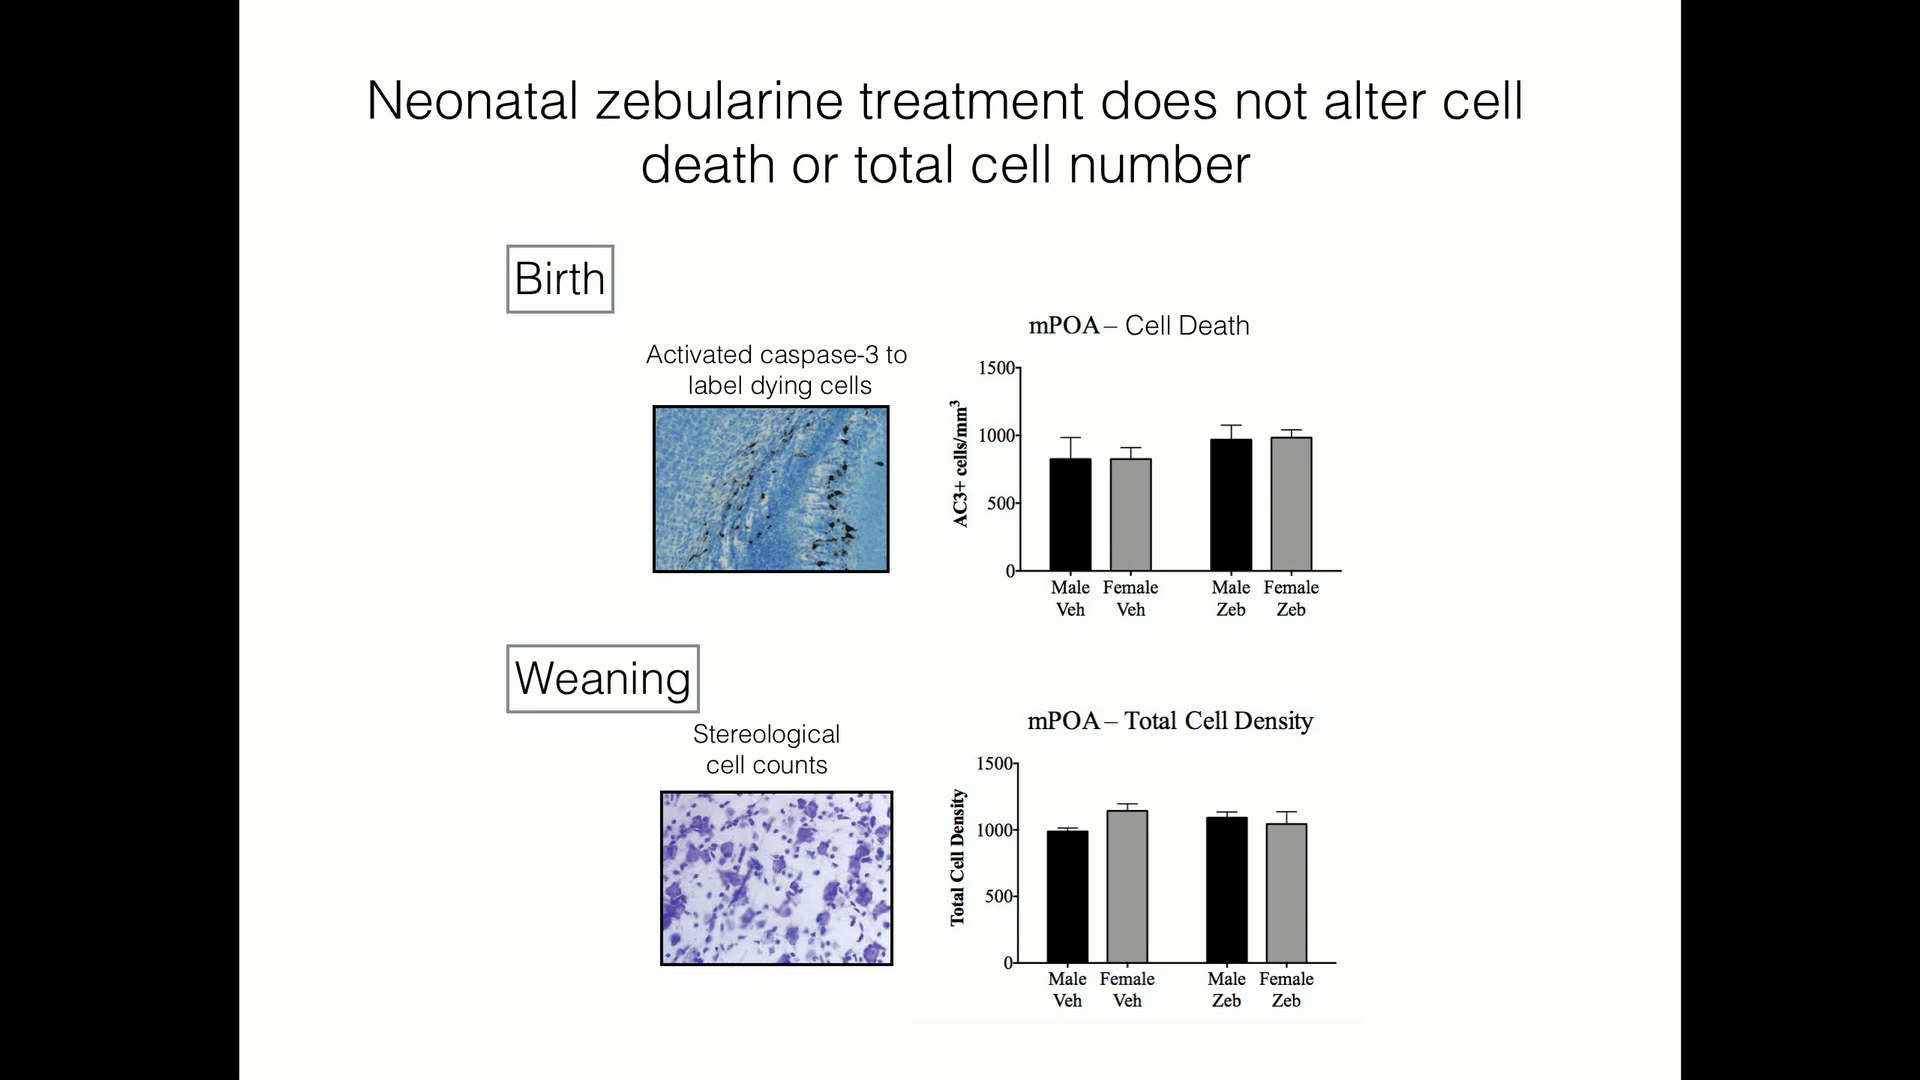 Neonatal zebularine treatment does not alter cell
death or total cell number
Birth
Activated caspase-3 to
label dying cells
mPOA – Cell Death
AC3+ cells/mm³
1500
1000
500
0
Male Female Male Female
Veh Veh Zeb Zeb
Weaning
Stereological
cell counts
mPOA – Total Cell Density
Total Cell Density
1500
1000
500
0
Male Female Male Female
Veh Veh Zeb Zeb